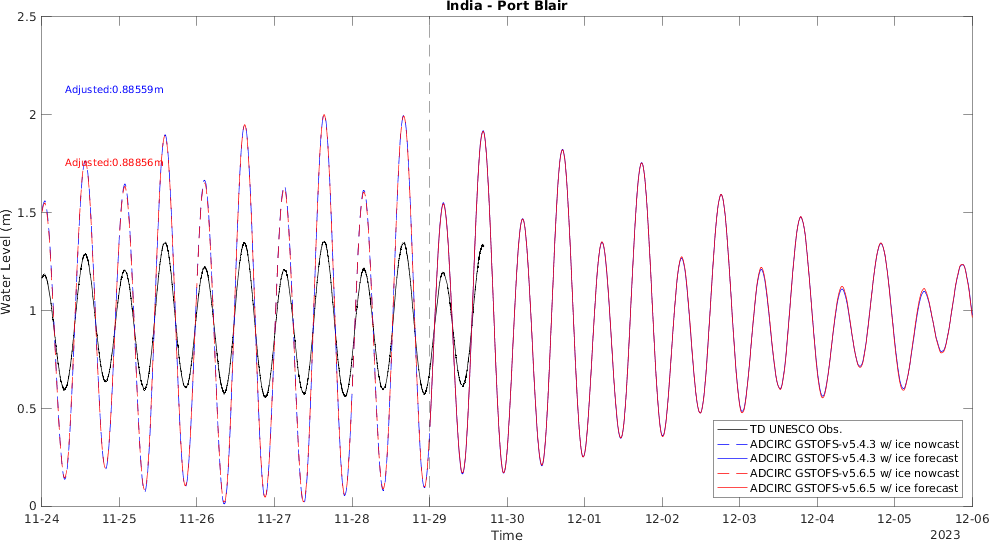 India - Port Blair
2.5
Adjusted:0.88559m
2
Adjusted:0.88856m
1.5
Water Level (m)
1
0.5
TD UNESCO Obs.
ADCIRC GSTOFS-v5.4.3 w/ ice nowcast
ADCIRC GSTOFS-v5.4.3 w/ ice forecast
ADCIRC GSTOFS-v5.6.5 w/ ice nowcast
ADCIRC GSTOFS-v5.6.5 w/ ice forecast
0
11-24 11-25 11-26 11-27 11-28 11-29 11-30 12-01 12-02 12-03 12-04 12-05 12-06
Time
2023